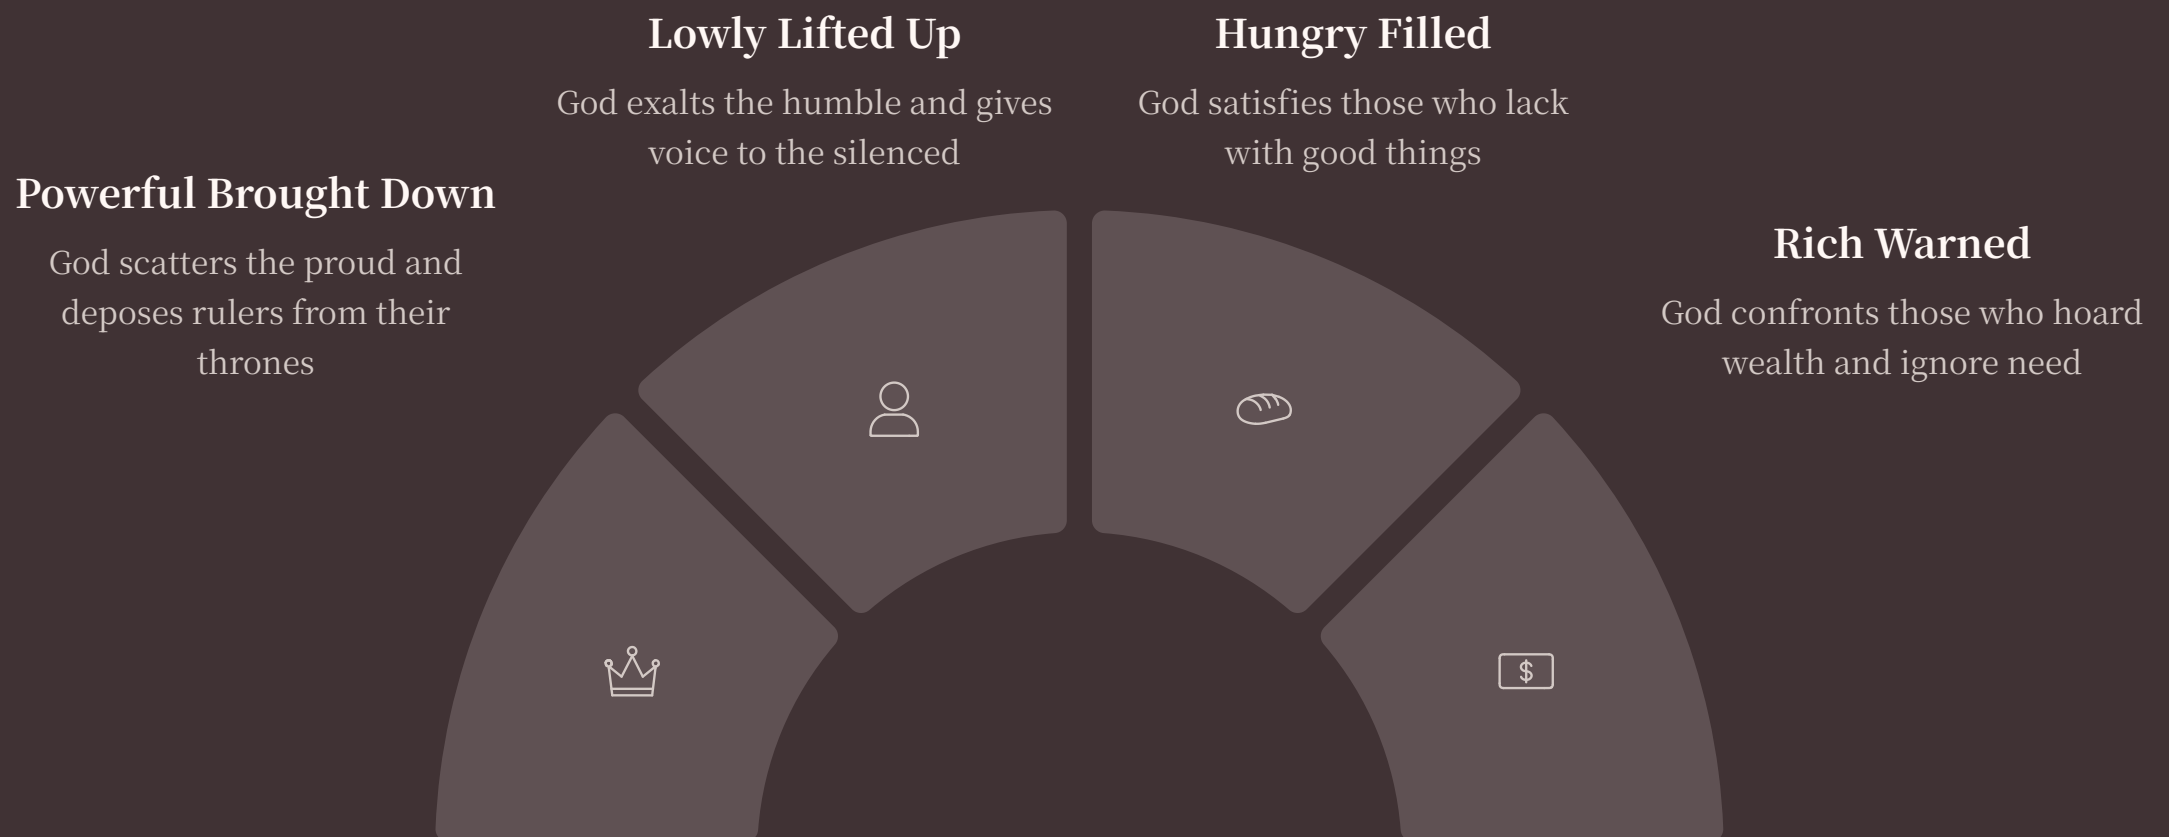 Powerful Brought Down
God scatters the proud and
deposes rulers from their
thrones
Lowly Lifted Up
God exalts the humble and gives
voice to the silenced
Hungry Filled
God satisfies those who lack
with good things
Rich Warned
God confronts those who hoard
wealth and ignore need
$